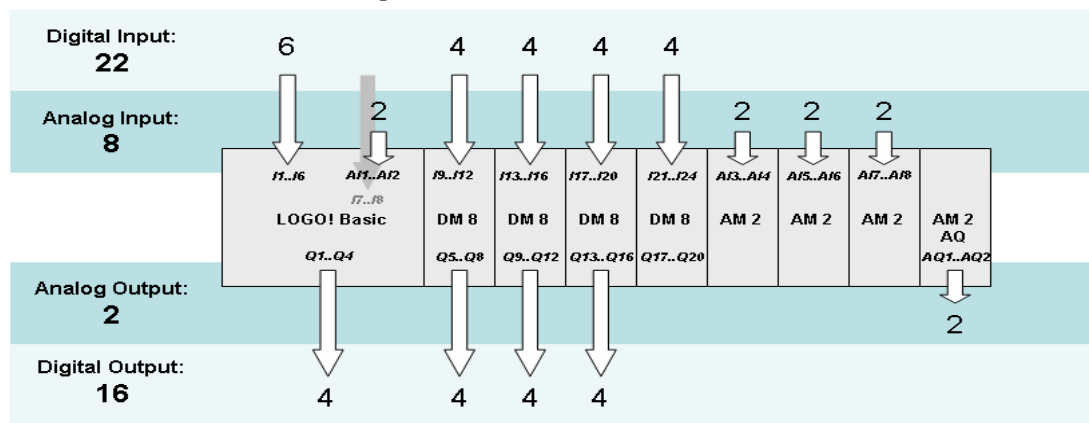 Digital Input:
22
6 4 4 4 4
Analog Input:
8
2 2 2 2
I1..I6 AI1..AI2 I9..I12 I13..I16 I17..I20 I21..I24 AI3..AI4 AI5..AI6 AI7..AI8
I7..I8
LOGO! Basic DM 8 DM 8 DM 8 DM 8 AM 2 AM 2 AM 2 AM 2
AQ
Q1..Q4 Q5..Q8 Q9..Q12 Q13..Q16 Q17..Q20 AQ1..AQ2
Analog Output:
2
2
Digital Output:
16
4 4 4 4